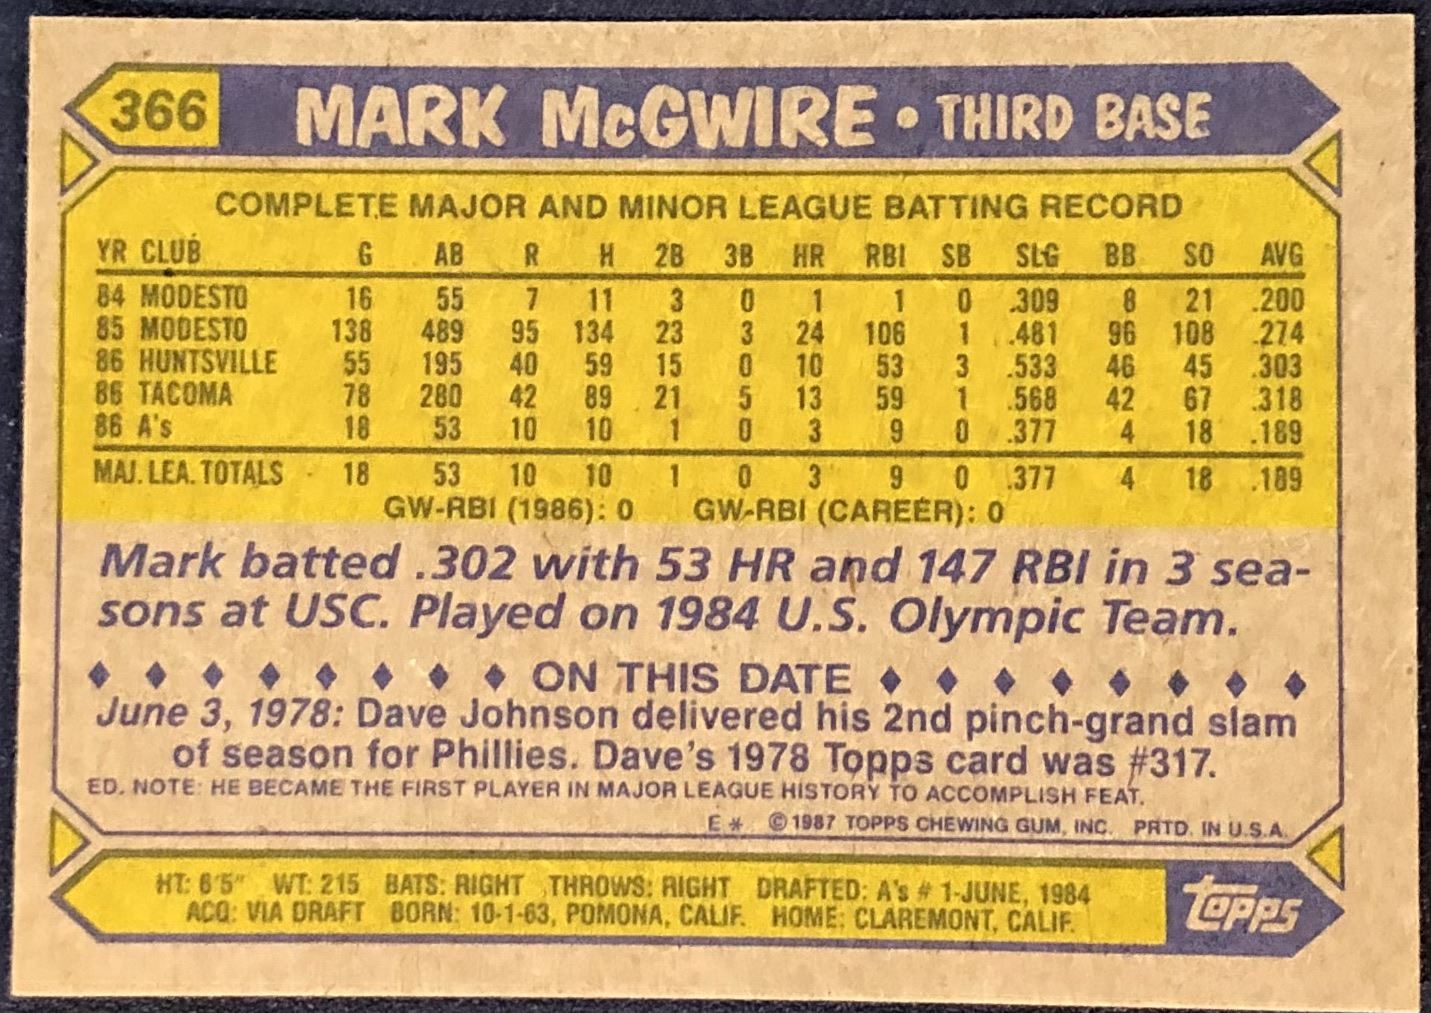 366 MARK McGWIRE • THIRD BASE
COMPLETE MAJOR AND MINOR LEAGUE BATTING RECORD
YR CLUB G AB R H 2B 3B HR RBI SB SLG BB SO AVG
84 MODESTO 16 55 7 11 3 0 1 1 0 .309 8 21 .200
85 MODESTO 138 489 95 134 23 3 24 106 1 .481 96 108 .274
86 HUNTSVILLE 55 195 40 59 15 0 10 53 3 .533 46 45 .303
86 TACOMA 78 280 42 89 21 5 13 59 1 .568 42 67 .318
86 A's 18 53 10 10 1 0 3 9 0 .377 4 18 .189
MAJ. LEA. TOTALS 18 53 10 10 1 0 3 9 0 .377 4 18 .189
GW-RBI (1986): 0 GW-RBI (CAREER): 0
Mark batted .302 with 53 HR and 147 RBI in 3 sea-
sons at USC. Played on 1984 U.S. Olympic Team.
♦ ♦ ♦ ♦ ♦ ♦ ♦ ♦ ON THIS DATE ♦ ♦ ♦ ♦ ♦ ♦ ♦ ♦
June 3, 1978: Dave Johnson delivered his 2nd pinch-grand slam
of season for Phillies. Dave's 1978 Topps card was #317.
ED. NOTE: HE BECAME THE FIRST PLAYER IN MAJOR LEAGUE HISTORY TO ACCOMPLISH FEAT.
E * © 1987 TOPPS CHEWING GUM, INC. PRTD. IN U.S.A.
HT: 6'5" WT: 215 BATS: RIGHT THROWS: RIGHT DRAFTED: A's # 1-JUNE, 1984
ACQ: VIA DRAFT BORN: 10-1-63, POMONA, CALIF. HOME: CLAREMONT, CALIF.
topps